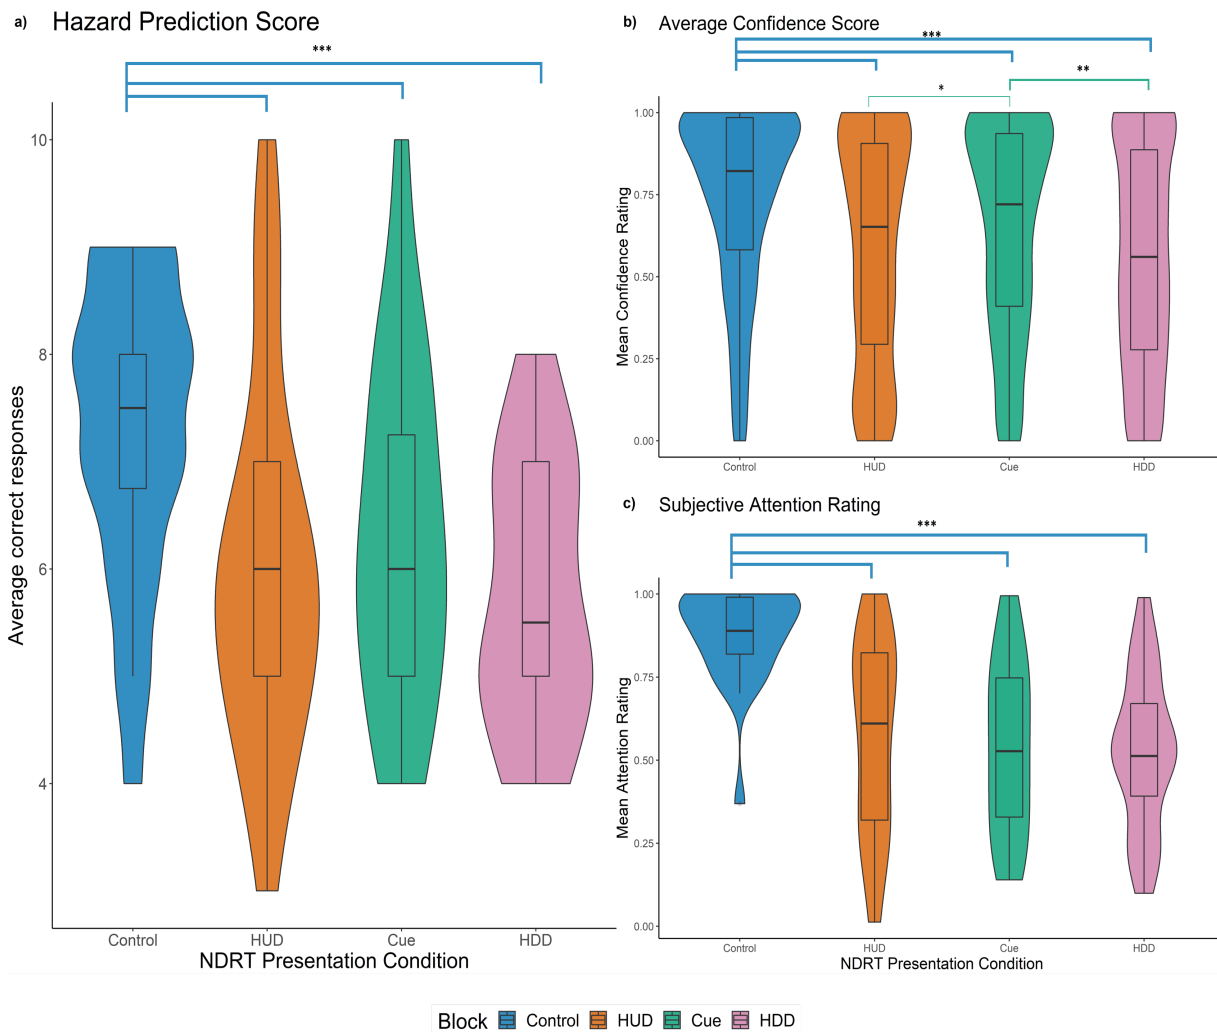 a) Hazard Prediction Score
***
10
8
6
4
Average correct responses
Control HUD Cue HDD
NDRT Presentation Condition
b) Average Confidence Score
***
* **
1.00
0.75
0.50
0.25
0.00
Mean Confidence Rating
Control HUD Cue HDD
c) Subjective Attention Rating
***
1.00
0.75
0.50
0.25
0.00
Mean Attention Rating
Control HUD Cue HDD
NDRT Presentation Condition
Block Control HUD Cue HDD